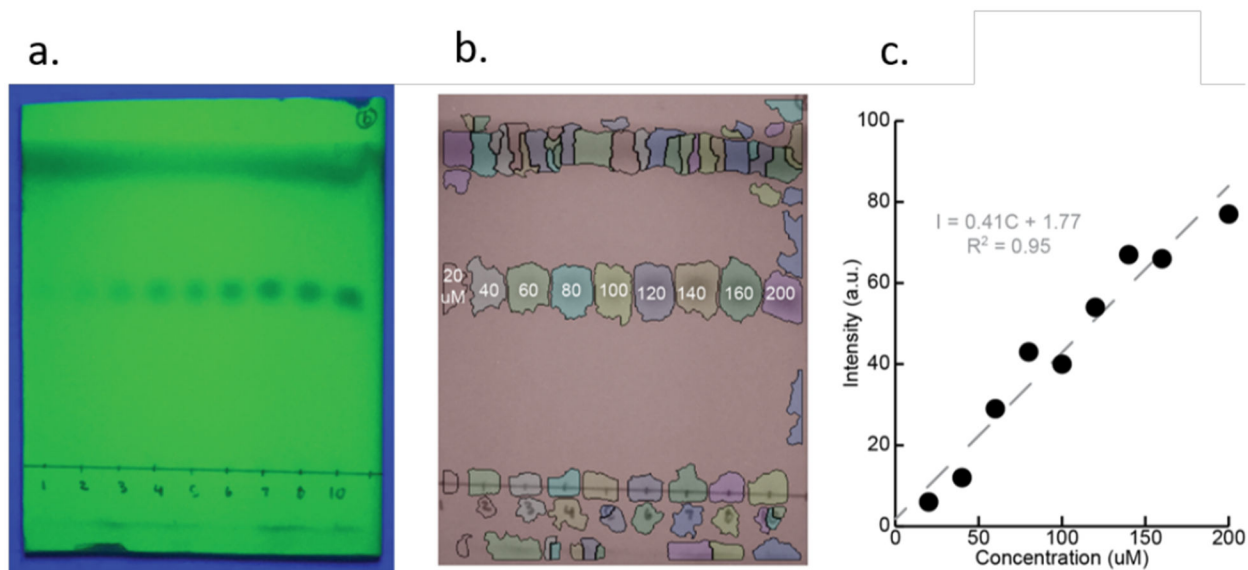 a.
b.
c.
6
1 2 3 4 5 6 7 8 10
20
uM
40 60 80 100 120 140 160 200
I = 0.41C + 1.77
R² = 0.95
Intensity (a.u.)
100
80
60
40
20
0
0 50 100 150 200
Concentration (uM)